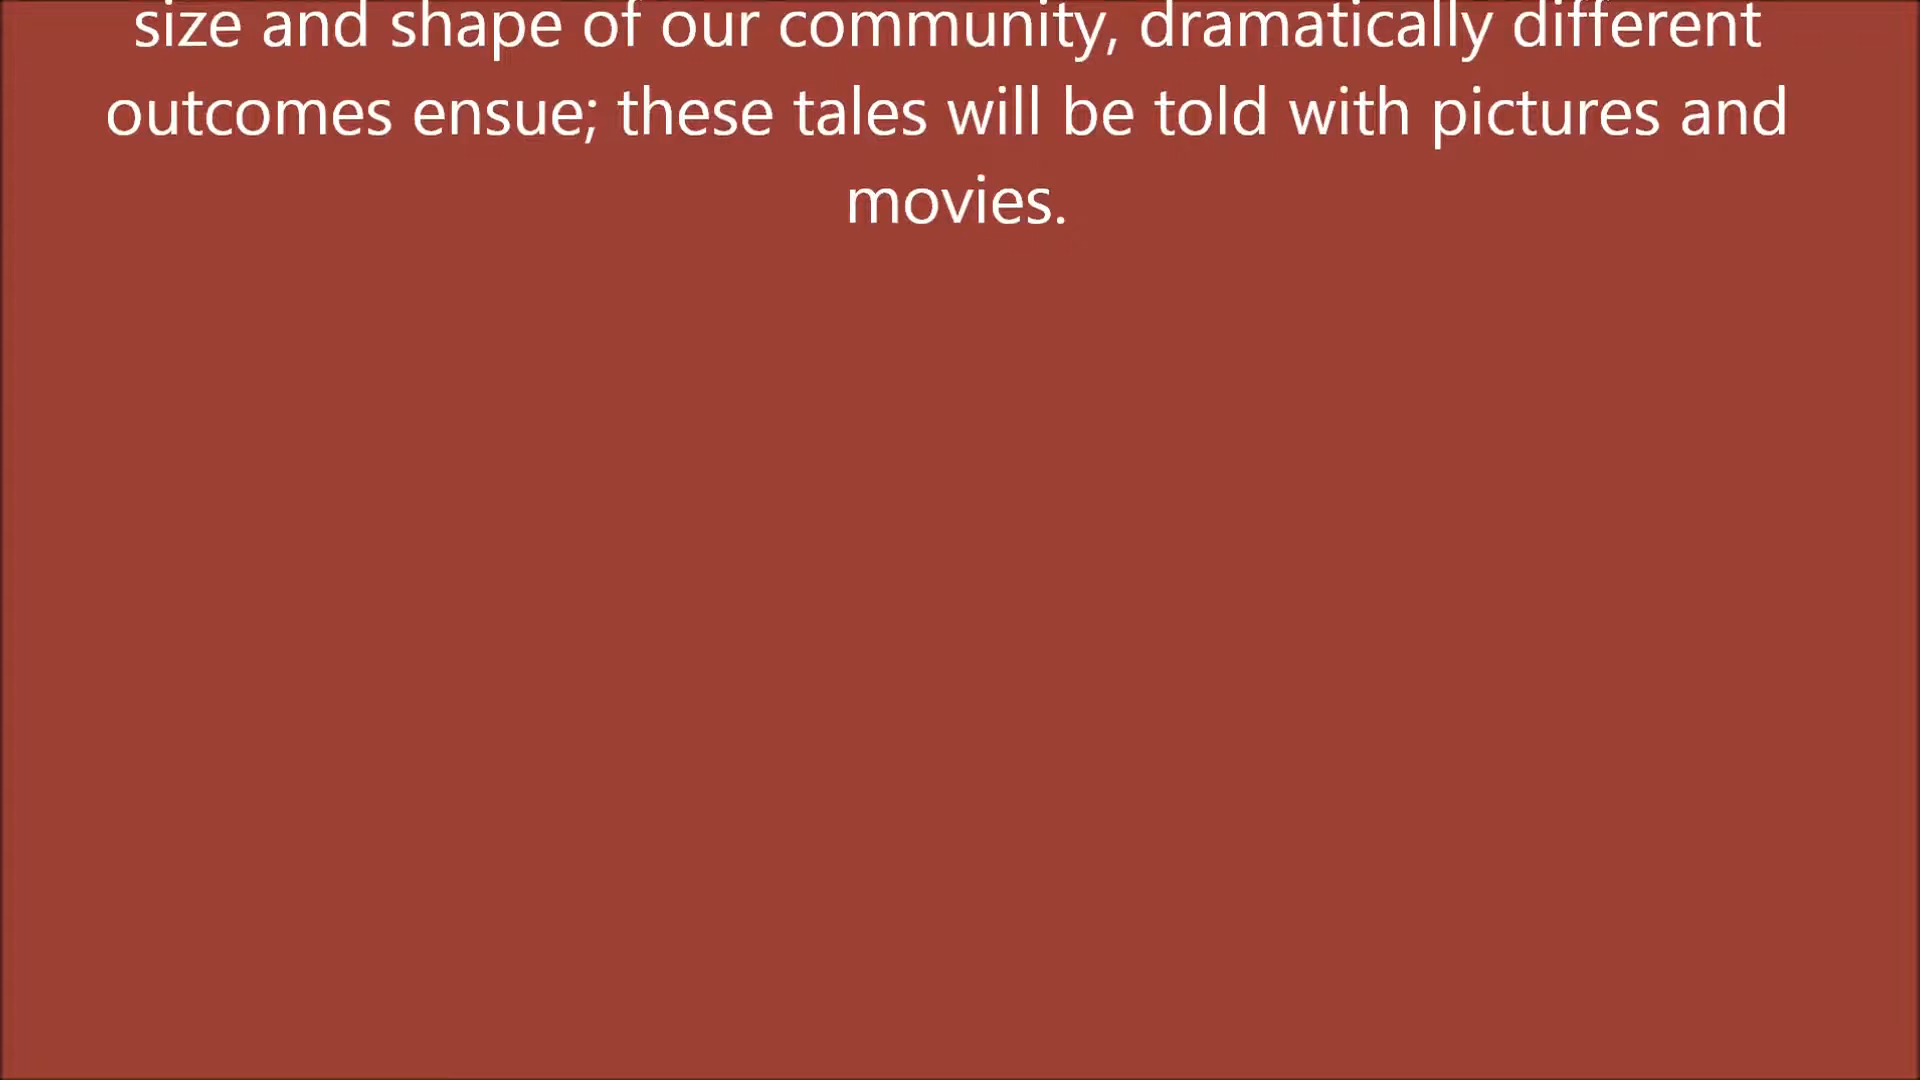 size and shape of our community, dramatically different
outcomes ensue; these tales will be told with pictures and
movies.